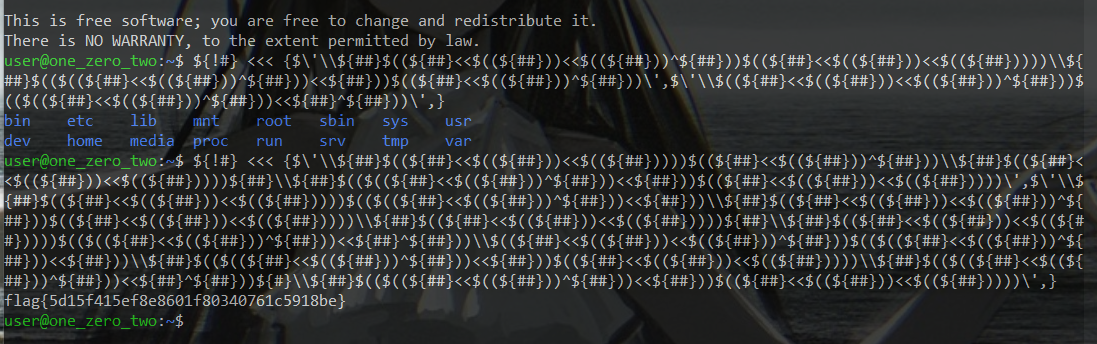 This is free software; you are free to change and redistribute it.
There is NO WARRANTY, to the extent permitted by law.
user@one_zero_two:~$ ${!#} <<< {$\'\\${##}$((${##}<<$((${##}))<<$((${##}))^${##}))$((${##}<<$((${##}))<<$((${##}))))\\${
##}$(($((${##}<<$((${##}))^${##}))<<${##}))$((${##}<<$((${##}))^${##}))\',$\'\\$((${##}<<$((${##}))<<$((${##}))^${##}))$
(($((${##}<<$((${##}))^${##}))<<${##}^${##}))\',}
bin etc lib mnt root sbin sys usr
dev home media proc run srv tmp var
user@one_zero_two:~$ ${!#} <<< {$\'\\${##}$((${##}<<$((${##}))<<$((${##}))))$((${##}<<$((${##}))^${##}))\\${##}$((${##}<
<$((${##}))<<$((${##}))))${##}\\${##}$(($((${##}<<$((${##}))^${##}))<<${##}))$((${##}<<$((${##}))<<$((${##}))))\',$\'\\$
{##}$((${##}<<$((${##}))<<$((${##}))))$(($((${##}<<$((${##}))^${##}))<<${##}))\\${##}$((${##}<<$((${##}))<<$((${##}))^$
{##}))$((${##}<<$((${##}))<<$((${##}))))\\${##}$((${##}<<$((${##}))<<$((${##}))))${##}\\${##}$((${##}<<$((${##}))<<$((${#
#}))))$(($((${##}<<$((${##}))^${##}))<<${##}^${##}))\\$((${##}<<$((${##}))<<$((${##}))^${##}))$(($((${##}<<$((${##}))^${
##}))<<${##}))\\${##}$(($((${##}<<$((${##}))^${##}))<<${##}))$((${##}<<$((${##}))<<$((${##}))))\\${##}$(($((${##}<<$((${
##}))^${##}))<<${##}^${##}))${#}\\${##}$(($((${##}<<$((${##}))^${##}))<<${##}))$((${##}<<$((${##}))<<$((${##}))))\',}
flag{5d15f415ef8e8601f80340761c5918be}
user@one_zero_two:~$